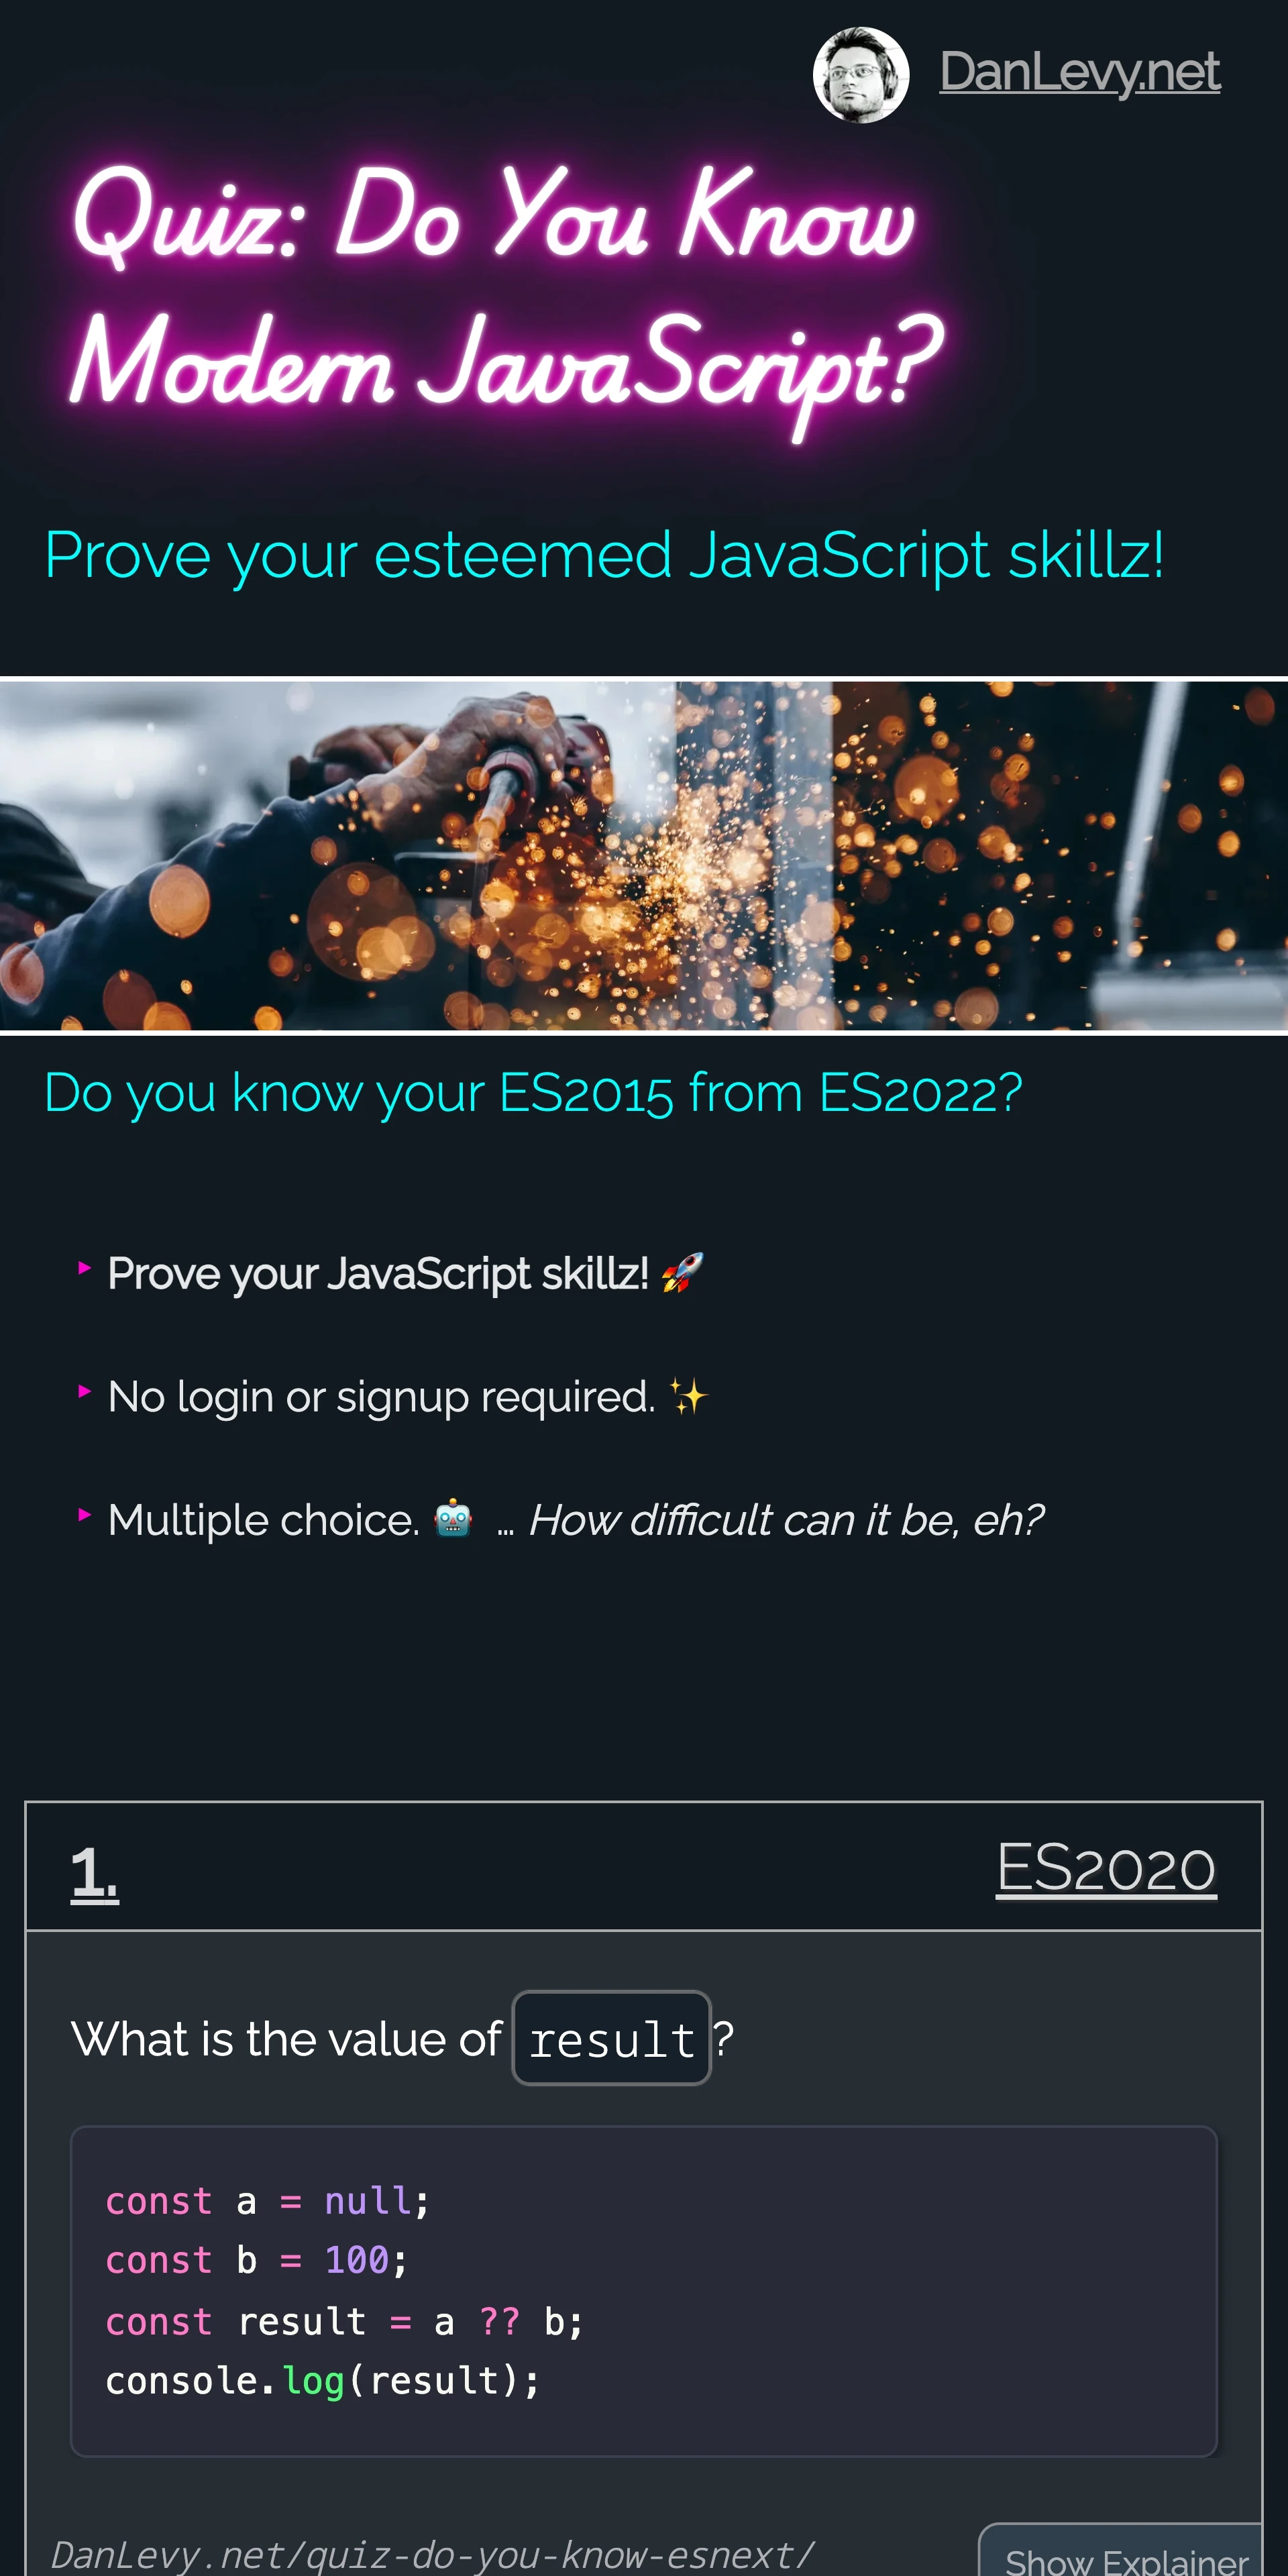 DanLevy.net
Quiz: Do You Know
Modern JavaScript?
Prove your esteemed JavaScript skillz!
Do you know your ES2015 from ES2022?
‣ Prove your JavaScript skillz! 🚀
‣ No login or signup required. ✨
‣ Multiple choice. 🤖 … How difficult can it be, eh?
1.
ES2020
What is the value of result?
const a = null;
const b = 100;
const result = a ?? b;
console.log(result);
DanLevy.net/quiz-do-you-know-esnext/
Show Explainer